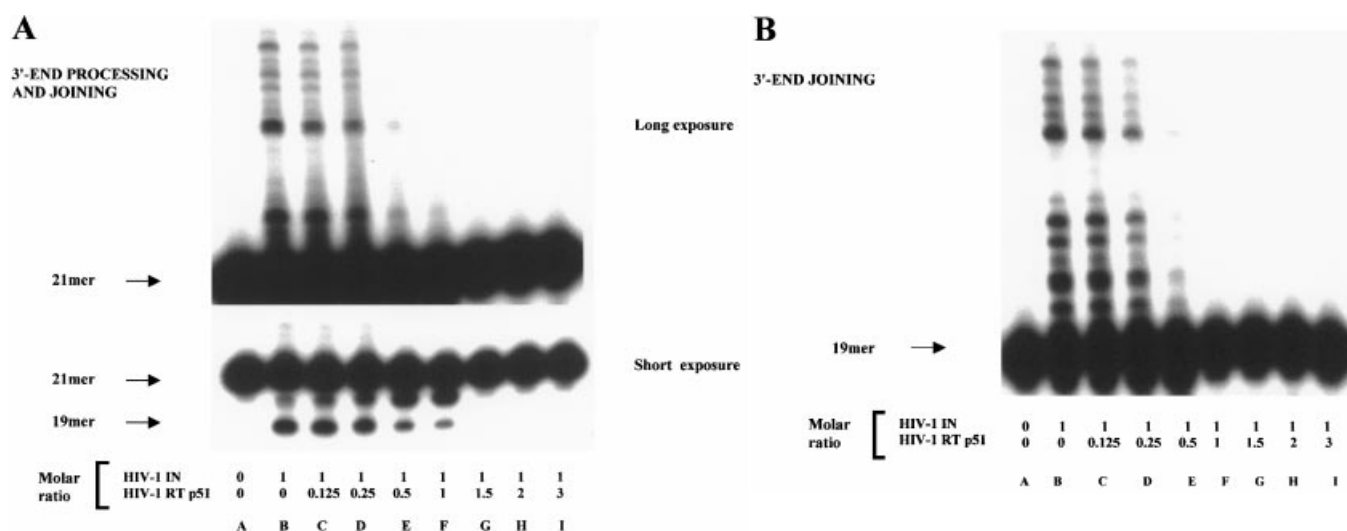 A
3'-END PROCESSING
AND JOINING
21mer
21mer
19mer
Long exposure
Short exposure
Molar
ratio
HIV-1 IN 0 1 1 1 1 1 1 1 1
HIV-1 RT p51 0 0 0.125 0.25 0.5 1 1.5 2 3
A B C D E F G H I
B
3'-END JOINING
19mer
Molar
ratio
HIV-1 IN 0 1 1 1 1 1 1 1 1
HIV-1 RT p51 0 0 0.125 0.25 0.5 1 1.5 2 3
A B C D E F G H I